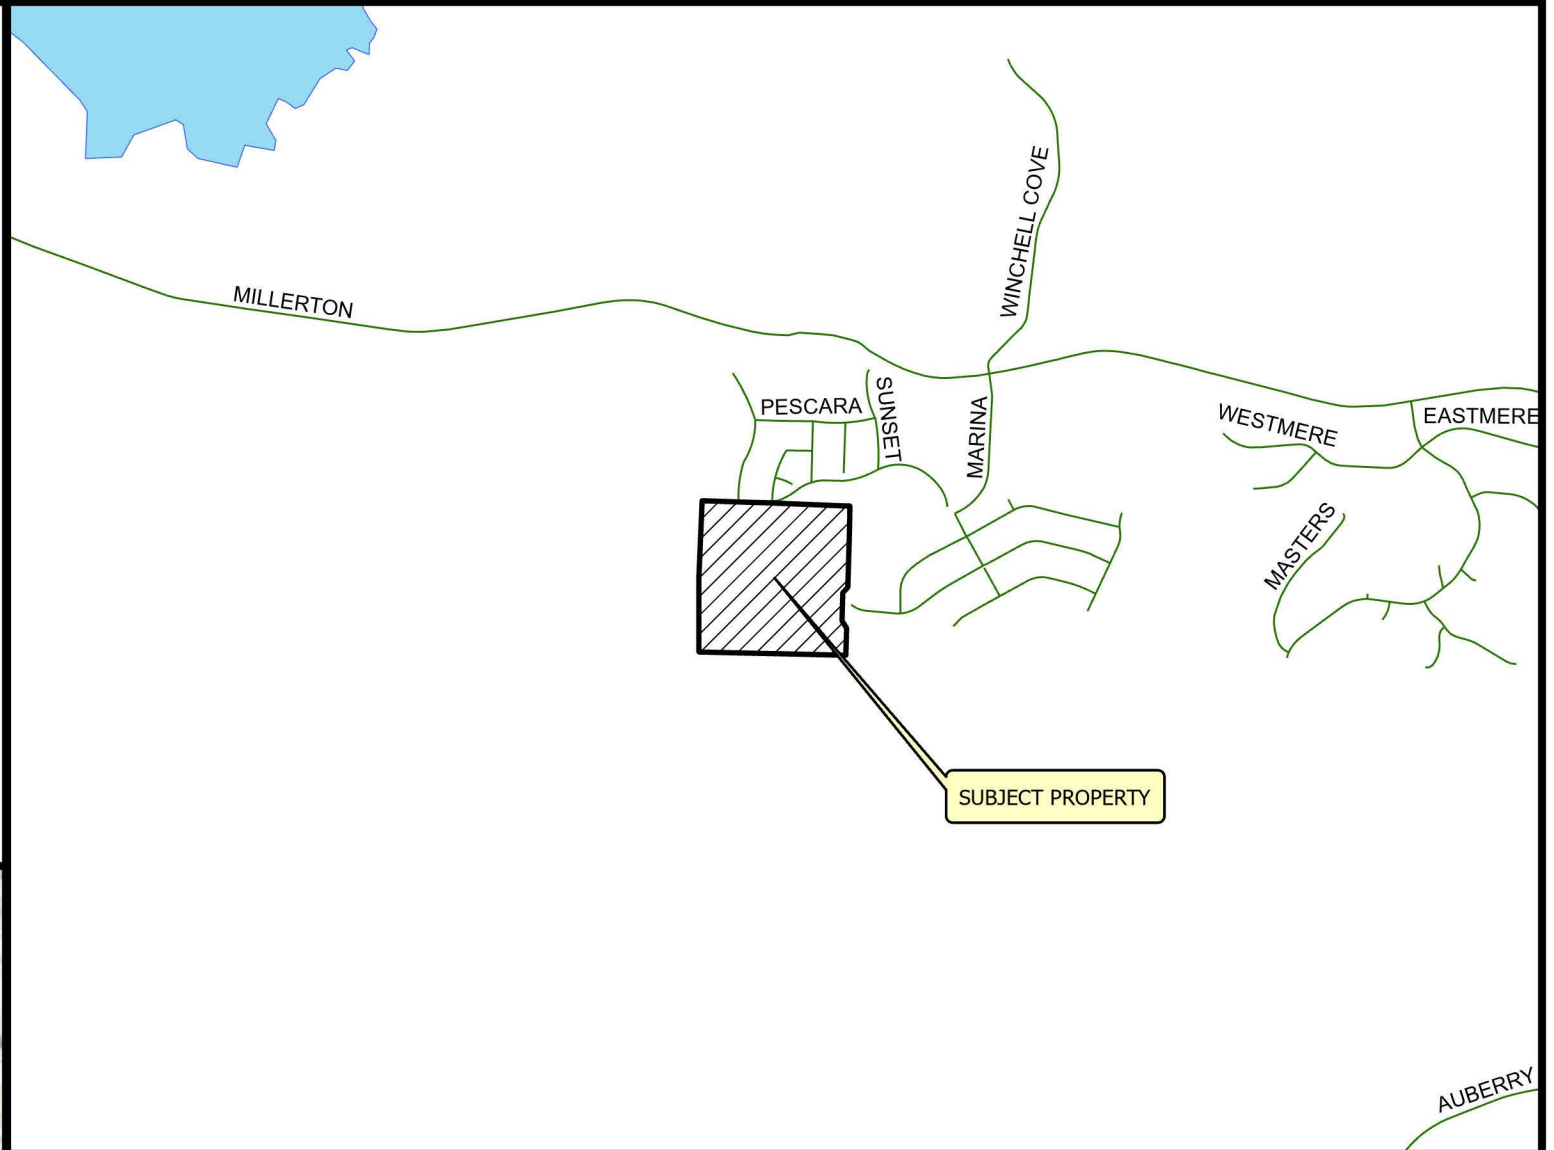 WINCHELL COVE
MILLERTON
PESCARA
SUNSET
MARINA
WESTMERE
EASTMERE
MASTERS
SUBJECT PROPERTY
AUBERRY